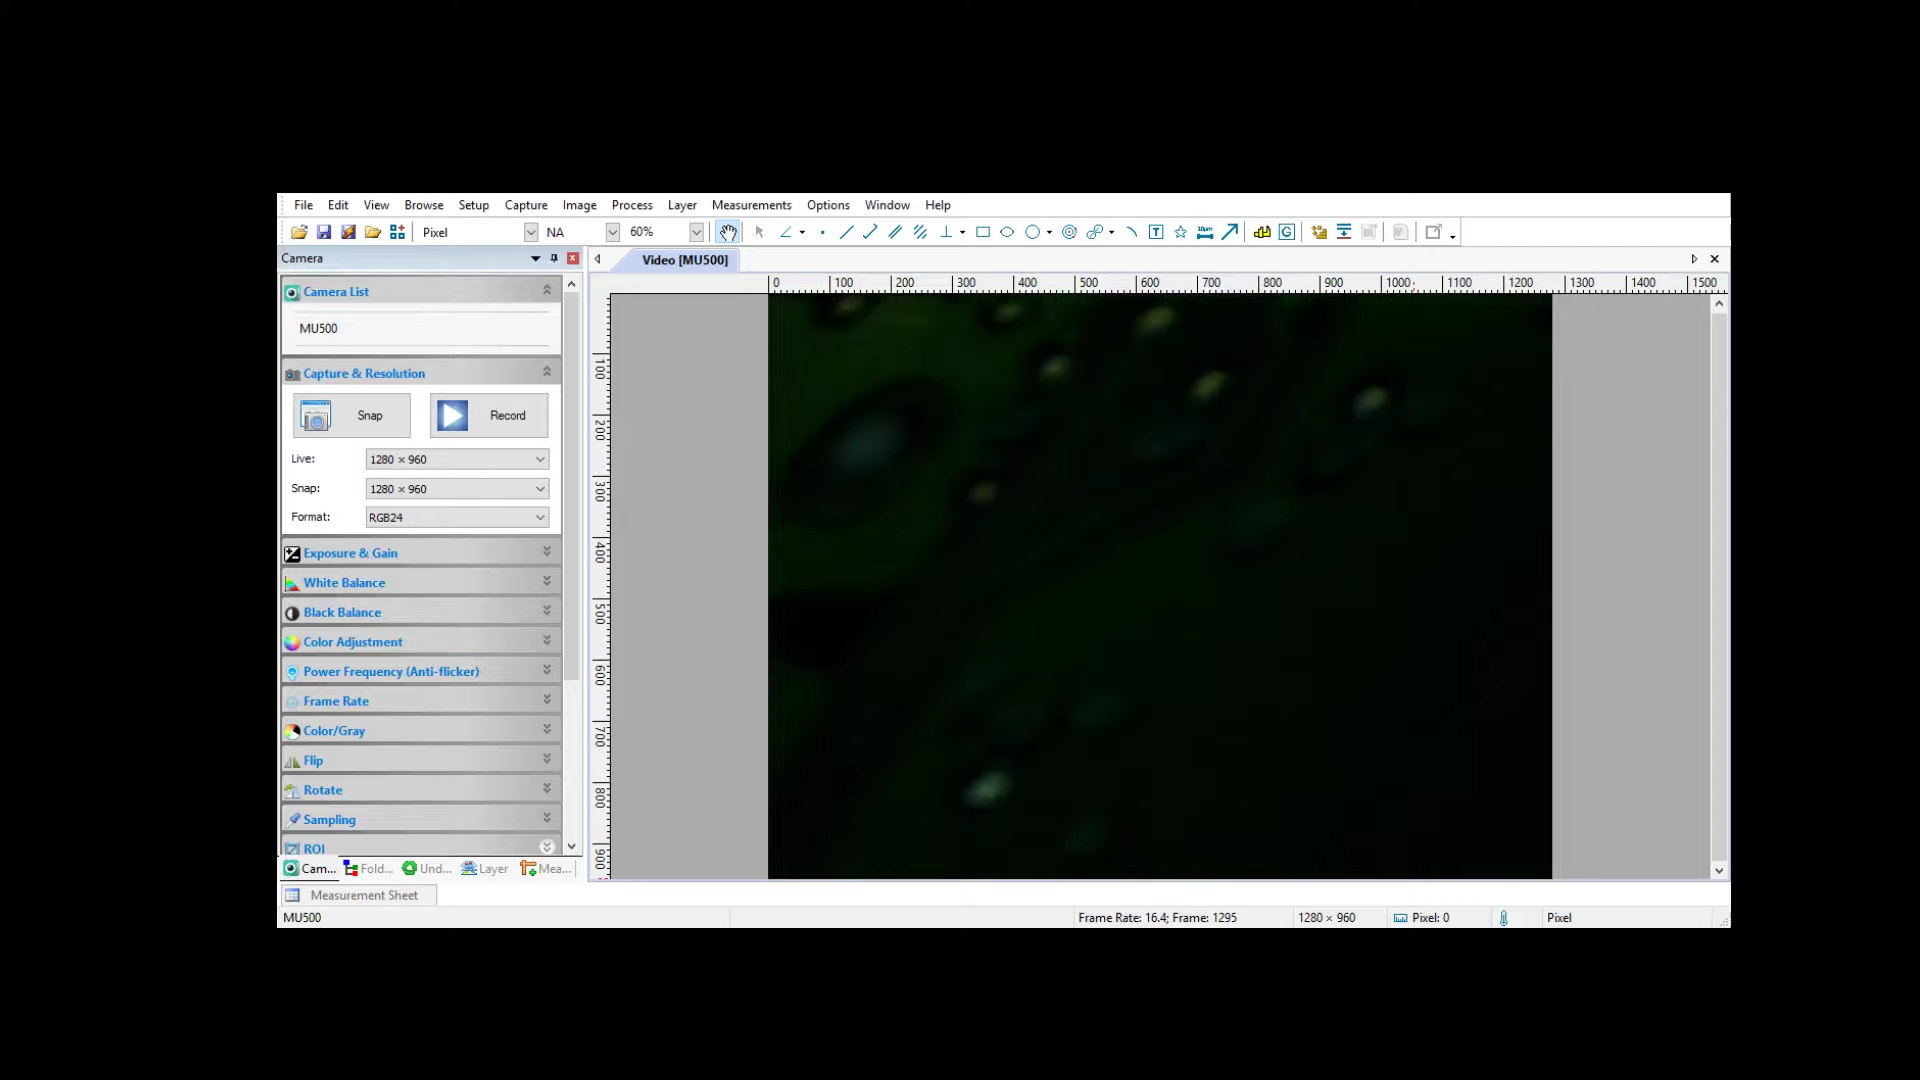 File Edit View Browse Setup Capture Image Process Layer Measurements Options Window Help
Pixel NA 60%
Camera
Video [MU500]
Camera List
0 100 200 300 400 500 600 700 800 900 1000 1100 1200 1300 1400 1500
MU500
Capture & Resolution
Snap Record
Live: 1280 × 960
Snap: 1280 × 960
Format: RGB24
Exposure & Gain
White Balance
Black Balance
Color Adjustment
Power Frequency (Anti-flicker)
Frame Rate
Color/Gray
Flip
Rotate
Sampling
ROI
100
200
300
400
500
600
700
800
900
Cam... Fold... Und... Layer Mea...
Measurement Sheet
MU500 Frame Rate: 16.4; Frame: 1295 1280 × 960 Pixel: 0 Pixel